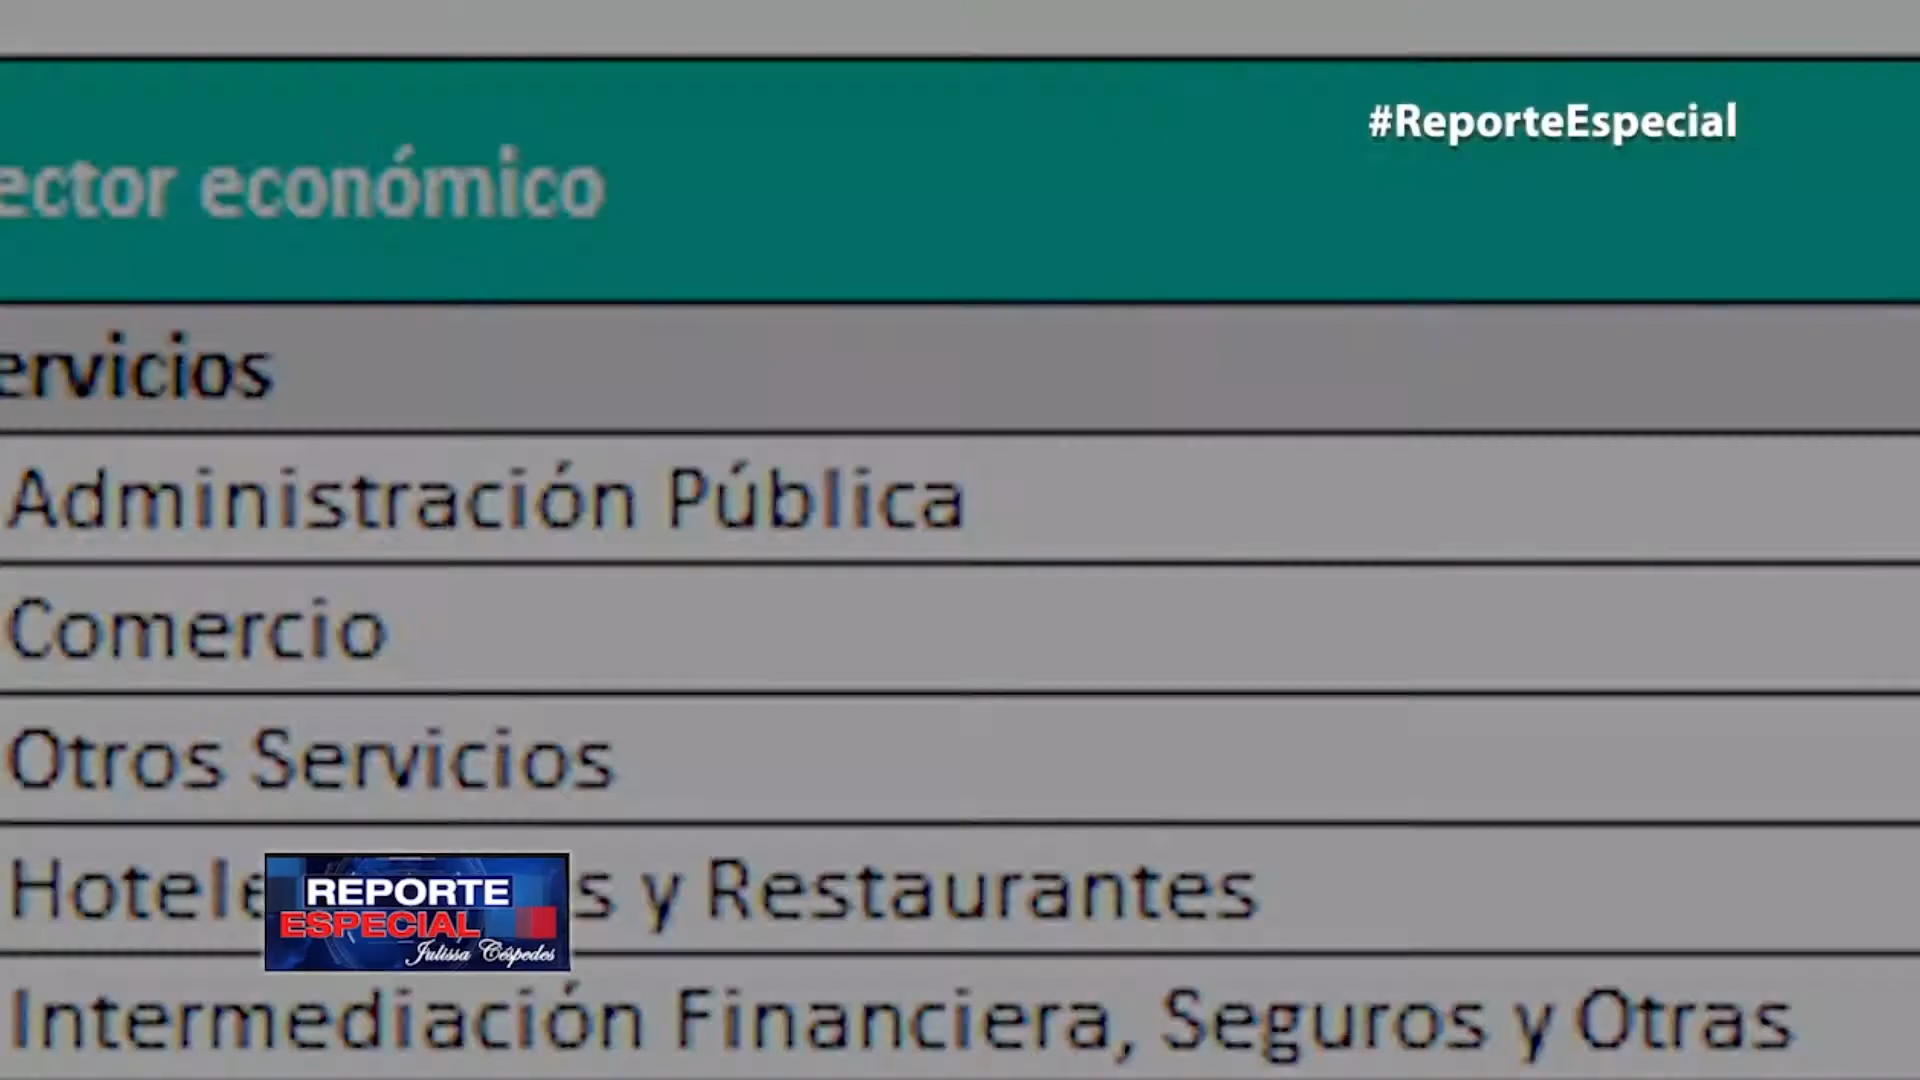 #ReporteEspecial
ector económico
ervicios
Administración Pública
Comercio
Otros Servicios
Hotele s y Restaurantes
REPORTE
ESPECIAL
Julissa Céspedes
Intermediación Financiera, Seguros y Otras